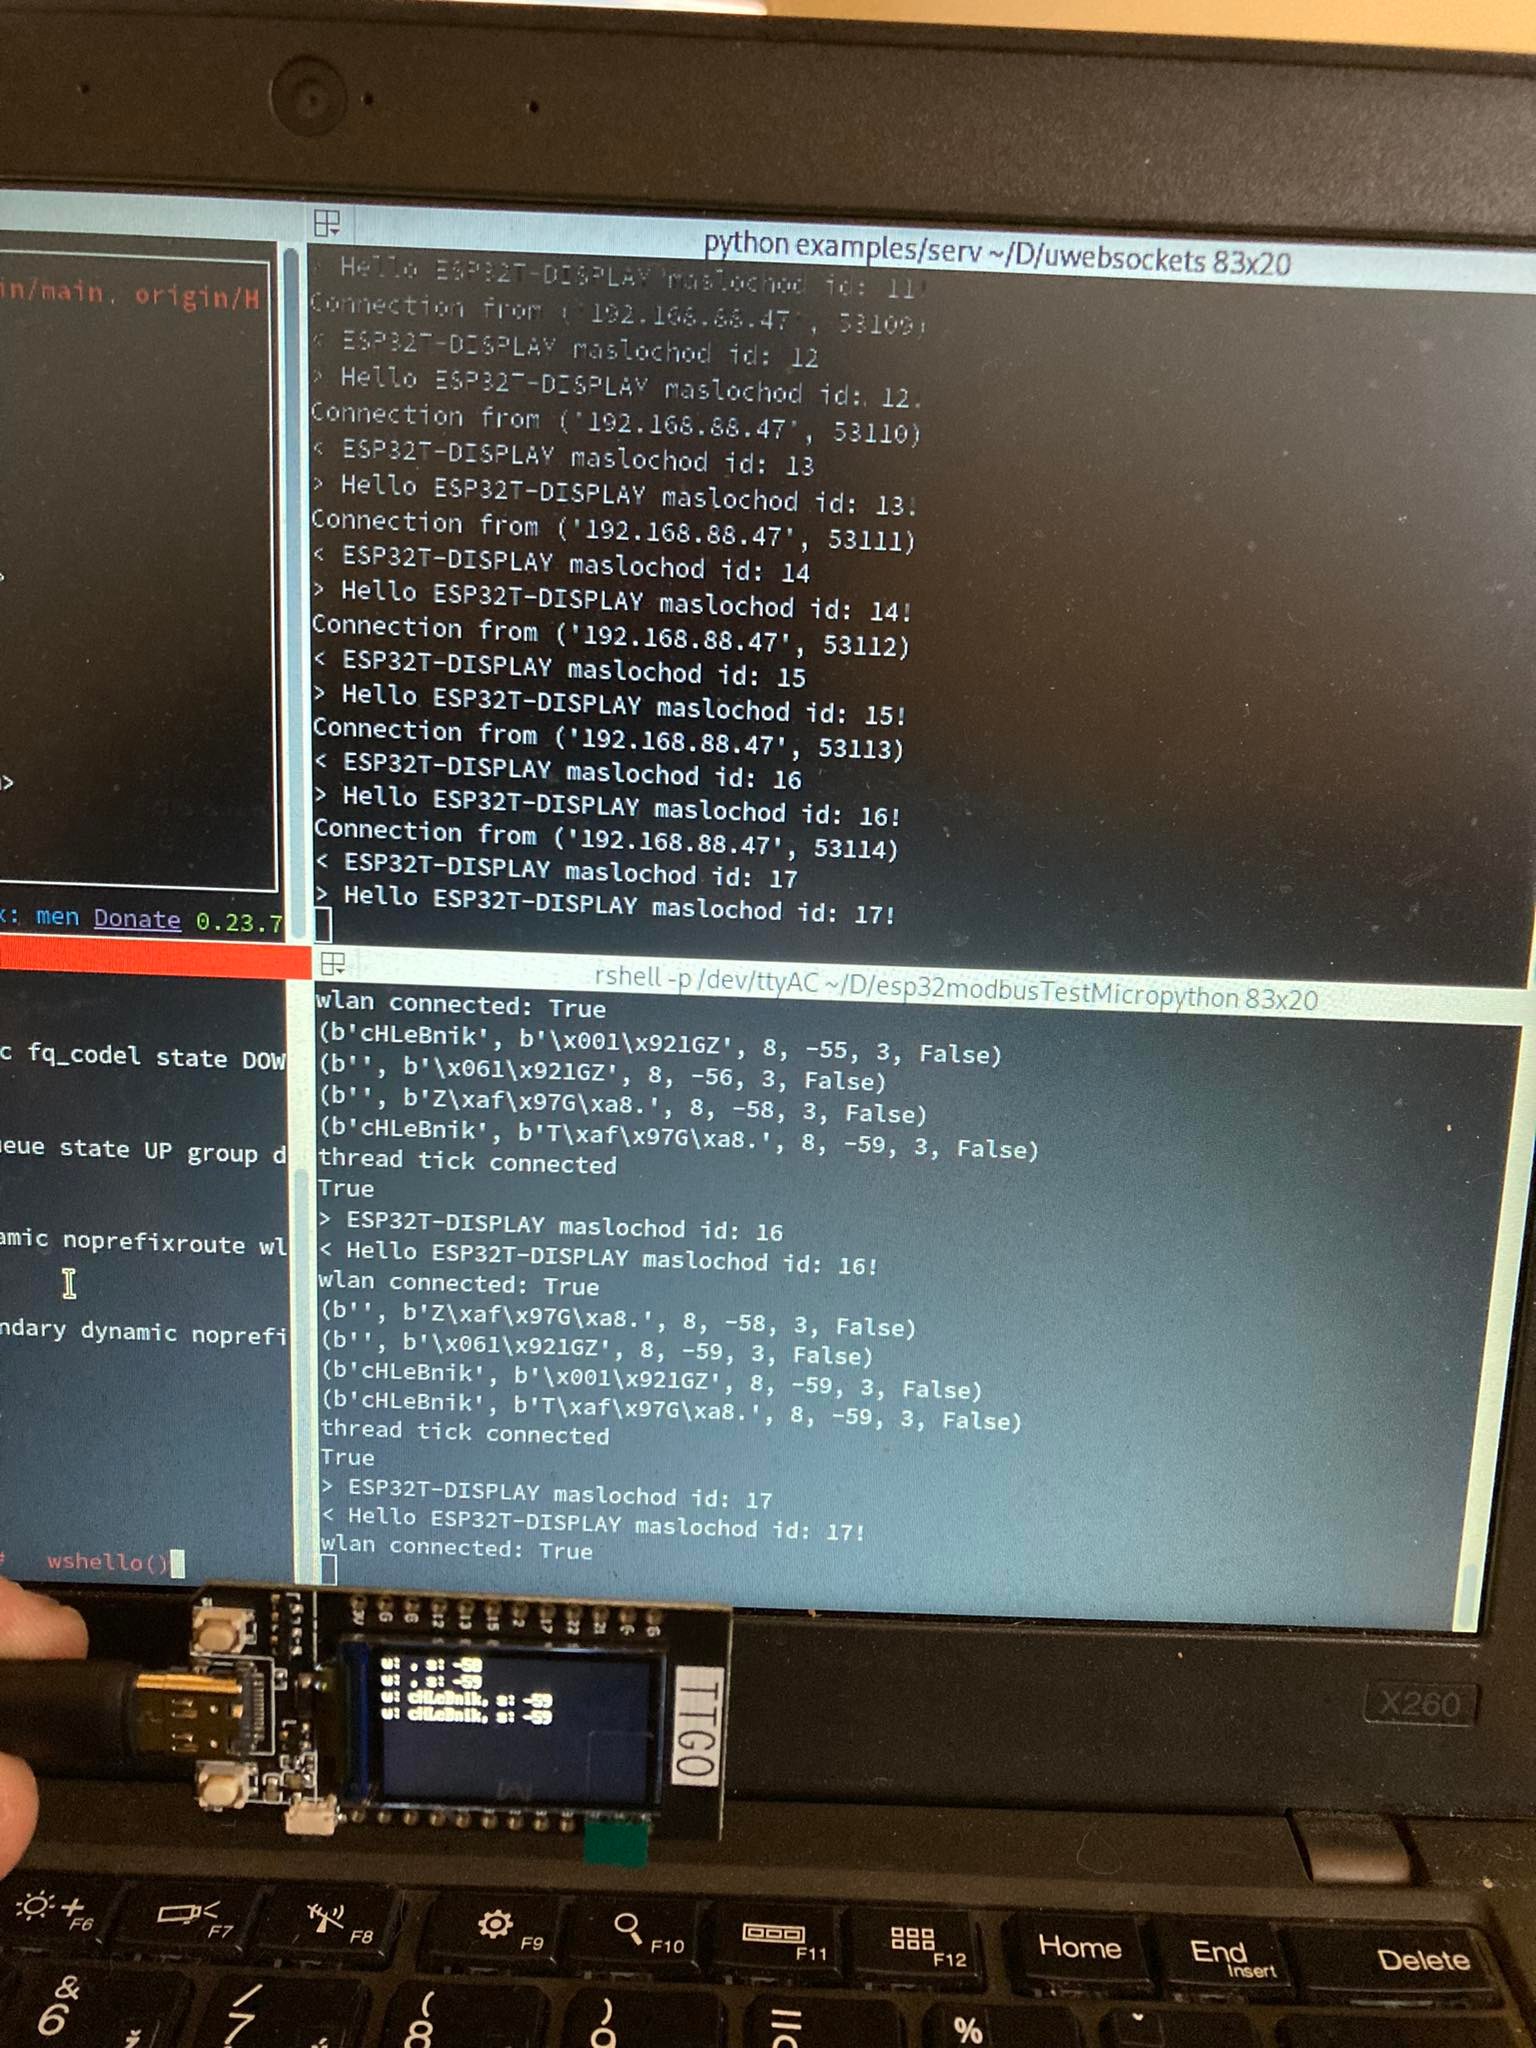 in/main, origin/H
>
>
k: men Donate 0.23.7
python examples/serv ~/D/uwebsockets 83x20
> Hello ESP32T-DISPLAY maslochod id: 11!
Connection from ('192.168.88.47', 53109)
< ESP32T-DISPLAY maslochod id: 12
> Hello ESP32T-DISPLAY maslochod id: 12!
Connection from ('192.168.88.47', 53110)
< ESP32T-DISPLAY maslochod id: 13
> Hello ESP32T-DISPLAY maslochod id: 13!
Connection from ('192.168.88.47', 53111)
< ESP32T-DISPLAY maslochod id: 14
> Hello ESP32T-DISPLAY maslochod id: 14!
Connection from ('192.168.88.47', 53112)
< ESP32T-DISPLAY maslochod id: 15
> Hello ESP32T-DISPLAY maslochod id: 15!
Connection from ('192.168.88.47', 53113)
< ESP32T-DISPLAY maslochod id: 16
> Hello ESP32T-DISPLAY maslochod id: 16!
Connection from ('192.168.88.47', 53114)
< ESP32T-DISPLAY maslochod id: 17
> Hello ESP32T-DISPLAY maslochod id: 17!
c fq_codel state DOW
eue state UP group d
amic noprefixroute wl
ndary dynamic noprefi
# wshello()
rshell -p /dev/ttyAC ~/D/esp32modbusTestMicropython 83x20
wlan connected: True
(b'cHLeBnik', b'\x001\x921GZ', 8, -55, 3, False)
(b'', b'\x061\x921GZ', 8, -56, 3, False)
(b'', b'Z\xaf\x97G\xa8.', 8, -58, 3, False)
(b'cHLeBnik', b'T\xaf\x97G\xa8.', 8, -59, 3, False)
thread tick connected
True
> ESP32T-DISPLAY maslochod id: 16
< Hello ESP32T-DISPLAY maslochod id: 16!
wlan connected: True
(b'', b'Z\xaf\x97G\xa8.', 8, -58, 3, False)
(b'', b'\x061\x921GZ', 8, -59, 3, False)
(b'cHLeBnik', b'\x001\x921GZ', 8, -59, 3, False)
(b'cHLeBnik', b'T\xaf\x97G\xa8.', 8, -59, 3, False)
thread tick connected
True
> ESP32T-DISPLAY maslochod id: 17
< Hello ESP32T-DISPLAY maslochod id: 17!
wlan connected: True
3V G G 12 13 15 2 17 22 21 G 5
w: , s: -58
w: , s: -59
w: cHLeBnik, s: -59
w: cHLeBnik, s: -59
TTGO
X260
F6 F7 F8 F9 F10 F11 F12 Home End Insert Delete
& / ( ) = % ˇ
6 7 8 9
ž